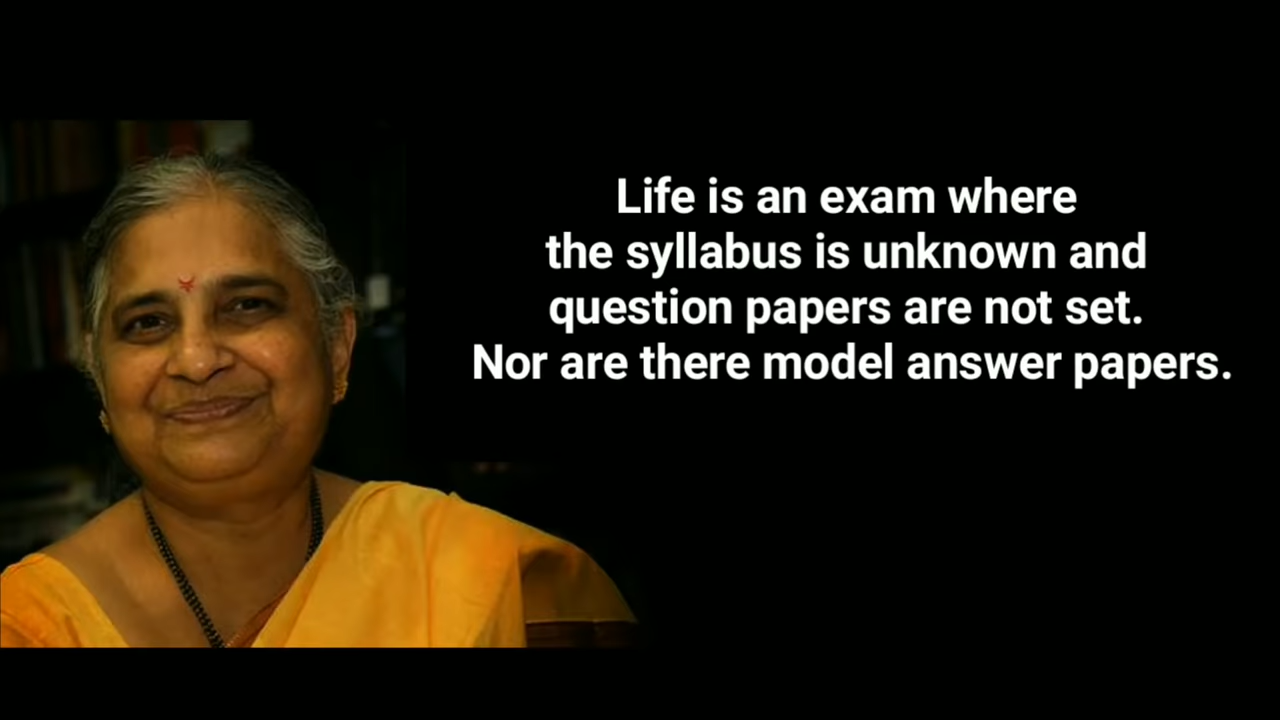 Life is an exam where
the syllabus is unknown and
question papers are not set.
Nor are there model answer papers.